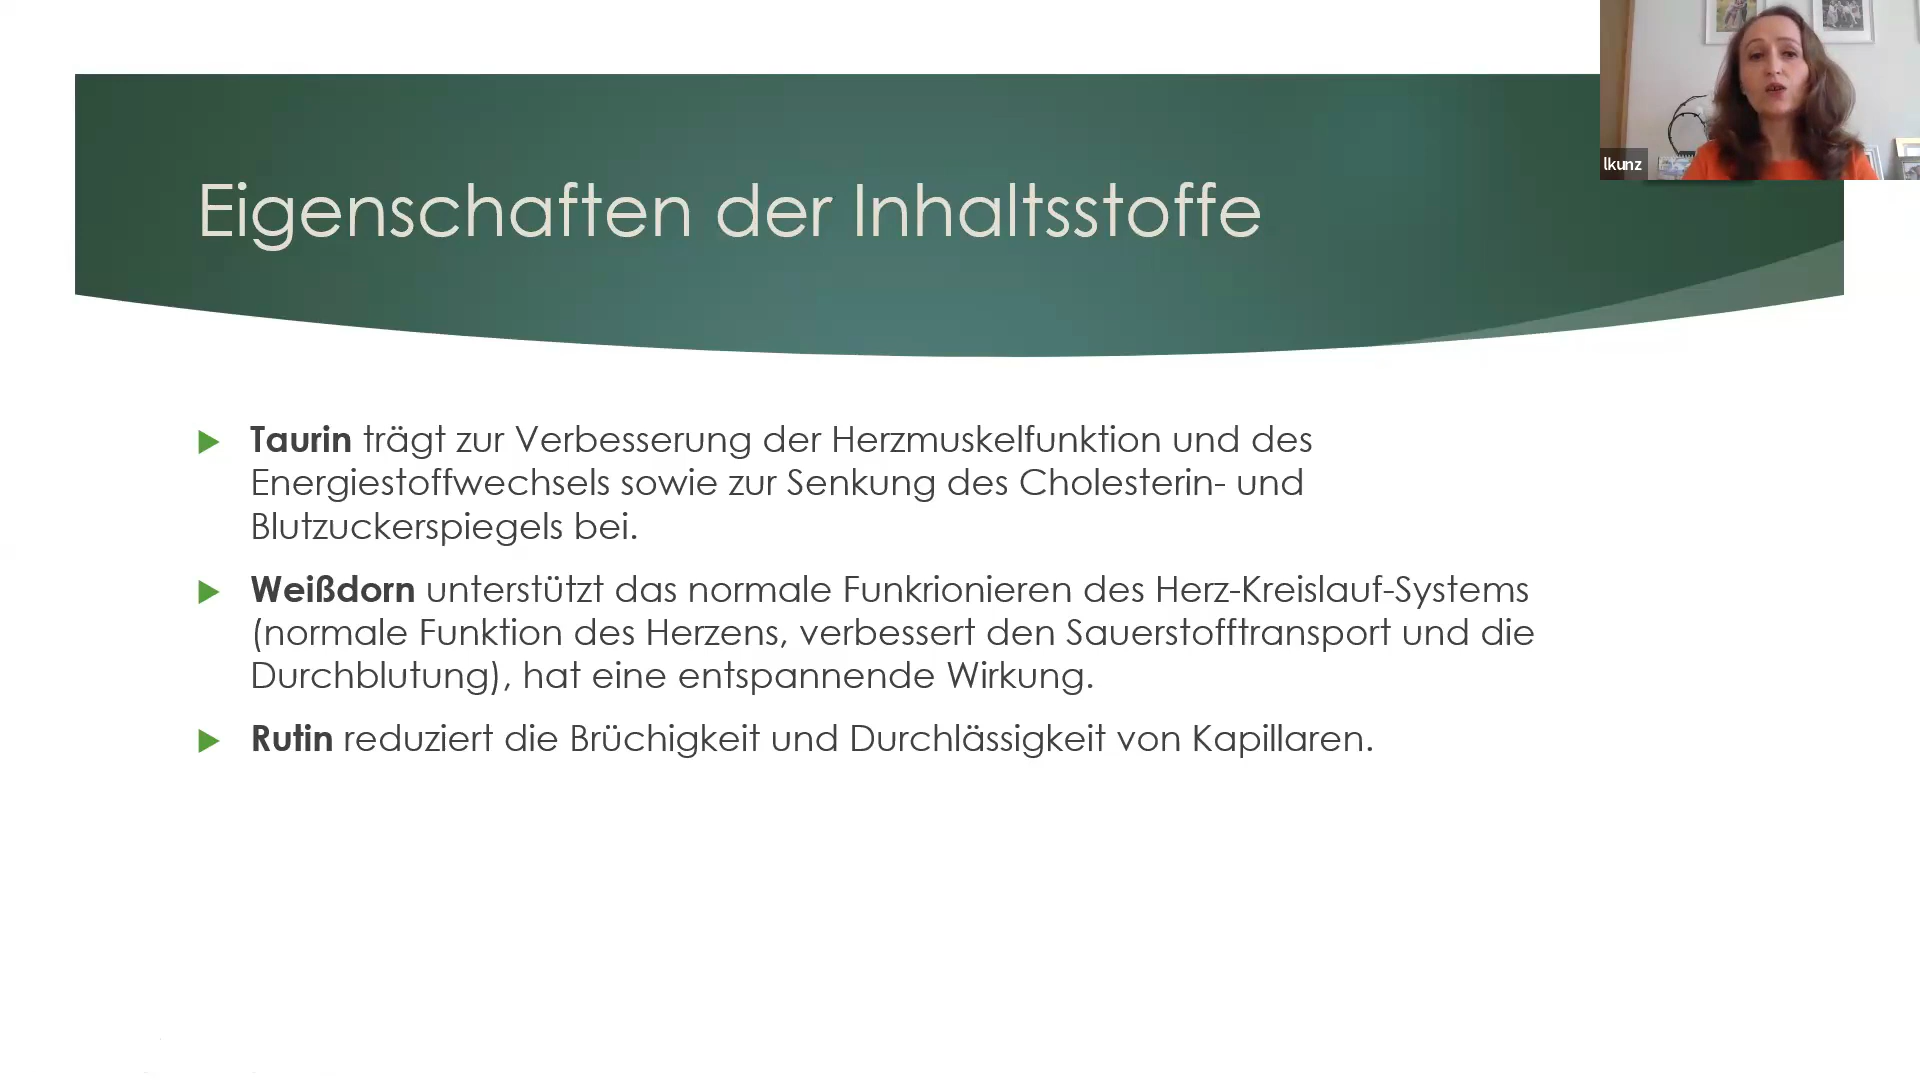 lkunz
Eigenschaften der Inhaltsstoffe
Taurin trägt zur Verbesserung der Herzmuskelfunktion und des
Energiestoffwechsels sowie zur Senkung des Cholesterin- und
Blutzuckerspiegels bei.
Weißdorn unterstützt das normale Funkrionieren des Herz-Kreislauf-Systems
(normale Funktion des Herzens, verbessert den Sauerstofftransport und die
Durchblutung), hat eine entspannende Wirkung.
Rutin reduziert die Brüchigkeit und Durchlässigkeit von Kapillaren.